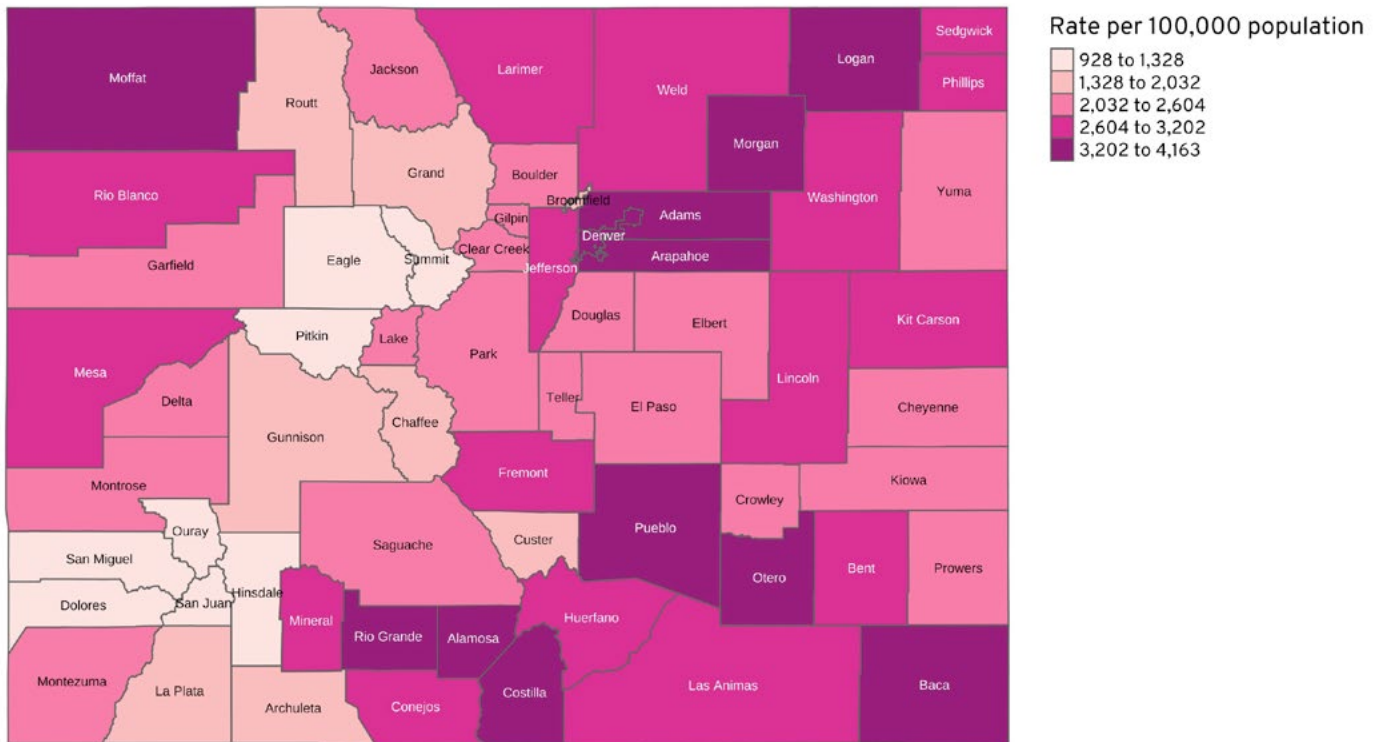 Rate per 100,000 population
928 to 1,328
1,328 to 2,032
2,032 to 2,604
2,604 to 3,202
3,202 to 4,163
Moffat
Routt
Jackson
Larimer
Weld
Logan
Sedgwick
Phillips
Morgan
Rio Blanco
Grand
Boulder
Broomfield
Washington
Yuma
Garfield
Eagle
Summit
Gilpin
Clear Creek
Jefferson
Denver
Adams
Arapahoe
Mesa
Pitkin
Lake
Park
Douglas
Elbert
Lincoln
Kit Carson
Delta
Gunnison
Chaffee
Teller
El Paso
Cheyenne
Montrose
Fremont
Kiowa
Ouray
Saguache
Custer
Pueblo
Crowley
San Miguel
Dolores
San Juan
Hinsdale
Mineral
Rio Grande
Alamosa
Huerfano
Otero
Bent
Prowers
Montezuma
La Plata
Archuleta
Conejos
Costilla
Las Animas
Baca